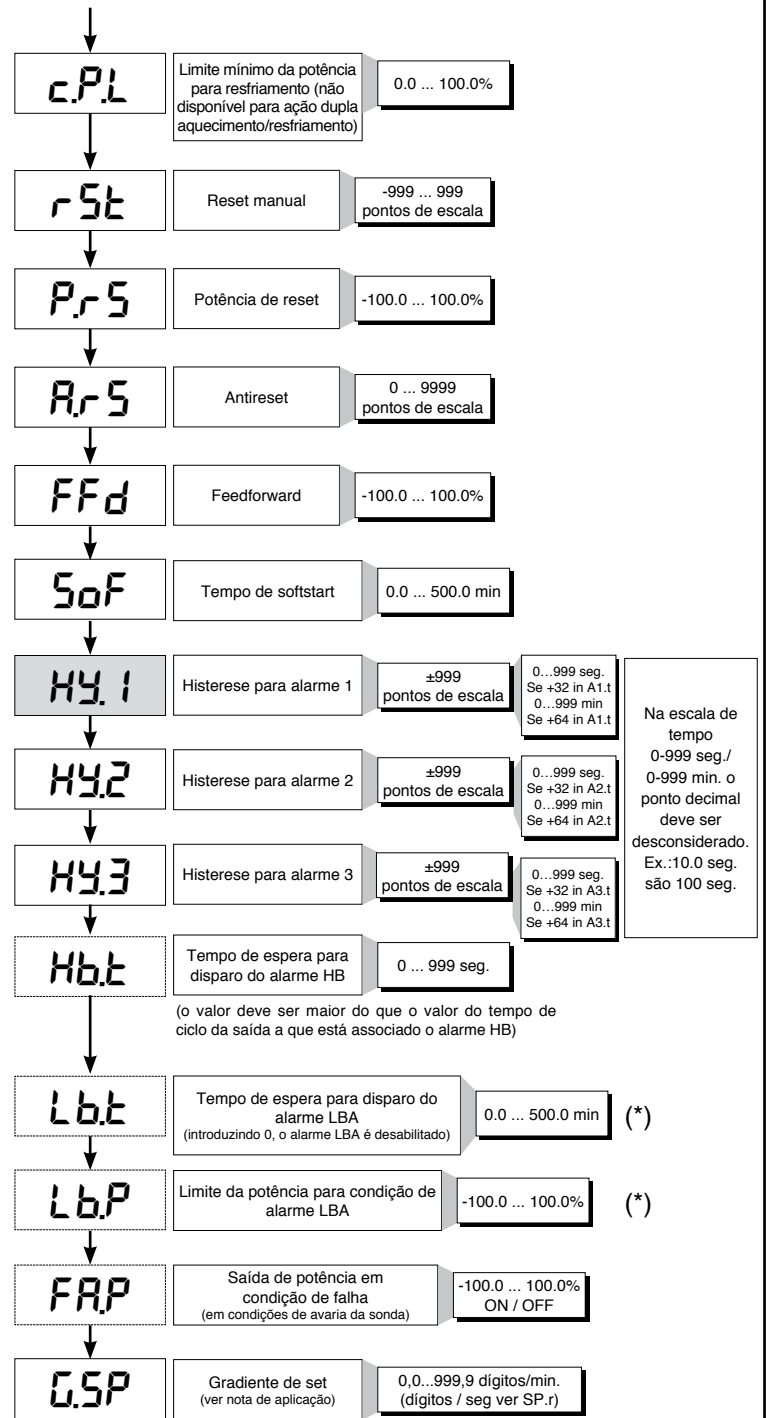 c.P.L
Limite mínimo da potência
para resfriamento (não
disponível para ação dupla
aquecimento/resfriamento)
0.0 ... 100.0%
rSt
Reset manual
-999 ... 999
pontos de escala
P.rS
Potência de reset
-100.0 ... 100.0%
A.rS
Antireset
0 ... 9999
pontos de escala
FFd
Feedforward
-100.0 ... 100.0%
SoF
Tempo de softstart
0.0 ... 500.0 min
HY.1
Histerese para alarme 1
±999
pontos de escala
0...999 seg.
Se +32 in A1.t
0...999 min
Se +64 in A1.t
HY.2
Histerese para alarme 2
±999
pontos de escala
0...999 seg.
Se +32 in A2.t
0...999 min
Se +64 in A2.t
HY.3
Histerese para alarme 3
±999
pontos de escala
0...999 seg.
Se +32 in A3.t
0...999 min
Se +64 in A3.t
Na escala de
tempo
0-999 seg./
0-999 min. o
ponto decimal
deve ser
desconsiderado.
Ex.:10.0 seg.
são 100 seg.
Hb.t
Tempo de espera para
disparo do alarme HB
0 ... 999 seg.
(o valor deve ser maior do que o valor do tempo de
ciclo da saída a que está associado o alarme HB)
Lb.t
Tempo de espera para disparo do
alarme LBA
(introduzindo 0, o alarme LBA é desabilitado)
0.0 ... 500.0 min
(*)
Lb.P
Limite da potência para condição de
alarme LBA
-100.0 ... 100.0%
(*)
FA.P
Saída de potência em
condição de falha
(em condições de avaria da sonda)
-100.0 ... 100.0%
ON / OFF
G.SP
Gradiente de set
(ver nota de aplicação)
0,0...999,9 dígitos/min.
(dígitos / seg ver SP.r)